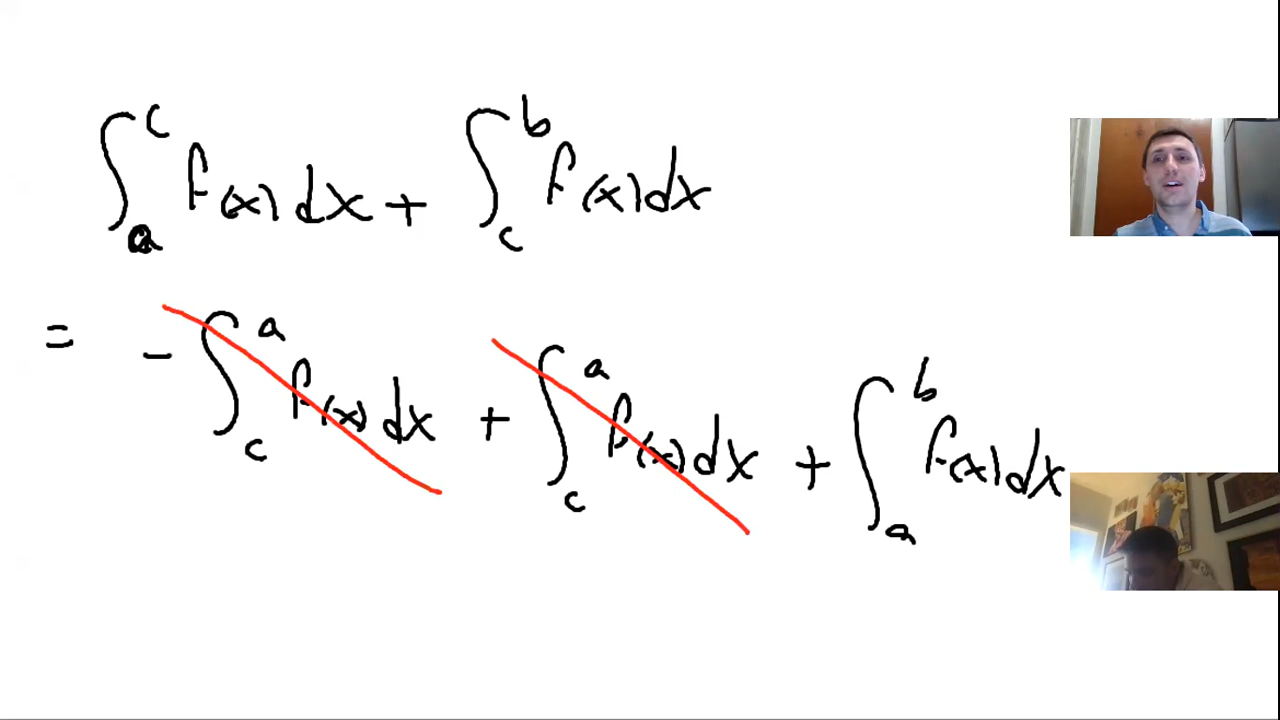 ∫_a^c f(x) dx + ∫_c^b f(x) dx
= - ∫_c^a f(x) dx + ∫_c^a f(x) dx + ∫_a^b f(x) dx